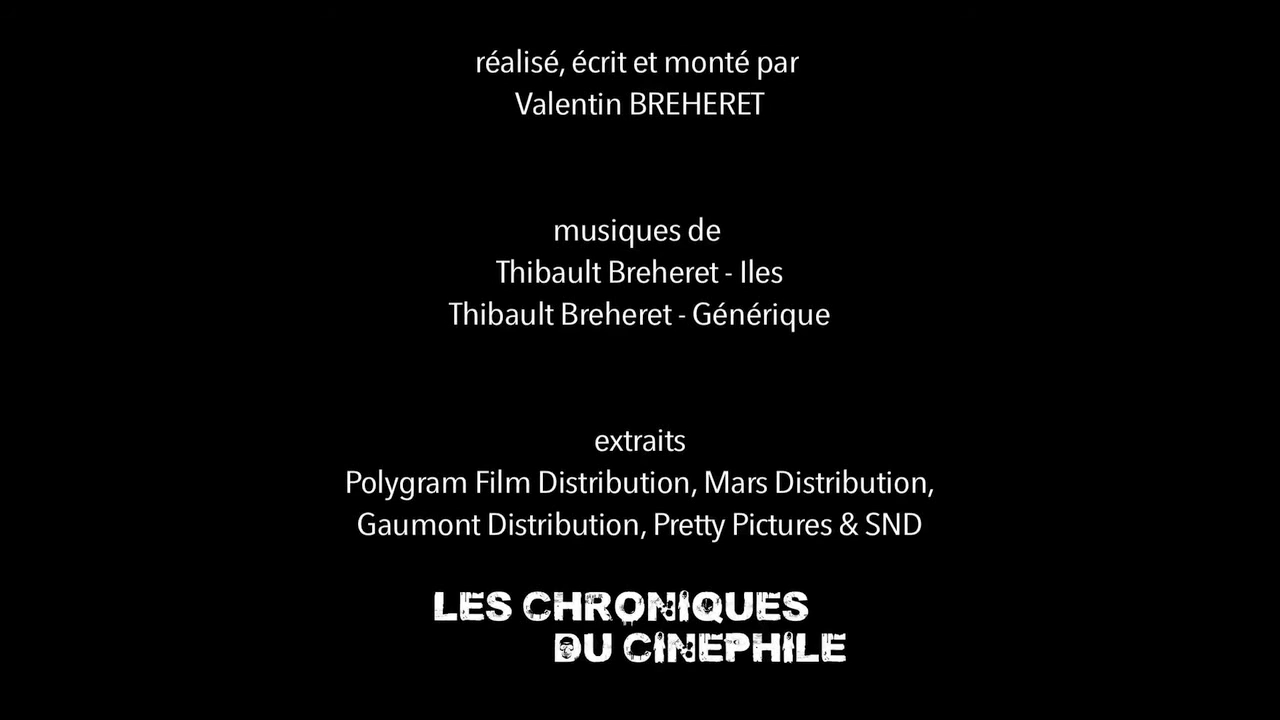 réalisé, écrit et monté par
Valentin BREHERET
musiques de
Thibault Breheret - Iles
Thibault Breheret - Générique
extraits
Polygram Film Distribution, Mars Distribution,
Gaumont Distribution, Pretty Pictures & SND
LES CHRONIQUES
DU CINEPHILE